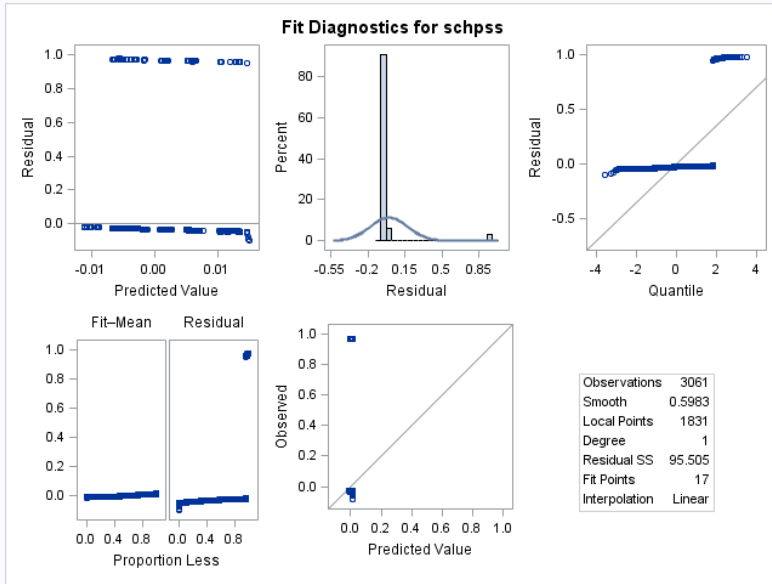 Fit Diagnostics for schpss
1.0
0.8
0.6
0.4
0.2
0.0
Residual
-0.01 0.00 0.01
Predicted Value
80
60
40
20
0
Percent
-0.55 -0.2 0.15 0.5 0.85
Residual
1.0
0.5
0.0
-0.5
Residual
-4 -2 0 2 4
Quantile
Fit–Mean Residual
1.0
0.8
0.6
0.4
0.2
0.0
0.0 0.4 0.8 0.0 0.4 0.8
Proportion Less
1.0
0.8
0.6
0.4
0.2
0.0
Observed
0.0 0.2 0.4 0.6 0.8 1.0
Predicted Value
Observations 3061
Smooth 0.5983
Local Points 1831
Degree 1
Residual SS 95.505
Fit Points 17
Interpolation Linear